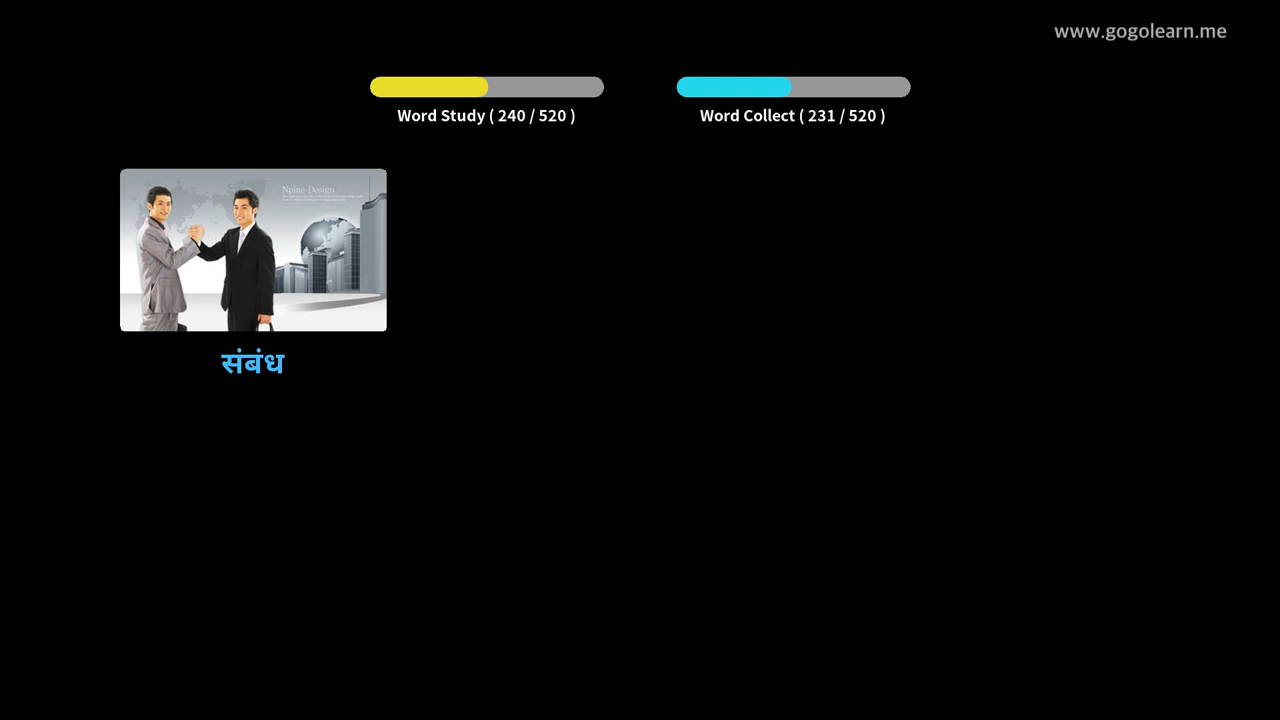 www.gogolearn.me
Word Study ( 240 / 520 )
Word Collect ( 231 / 520 )
Npine Design
संबंध